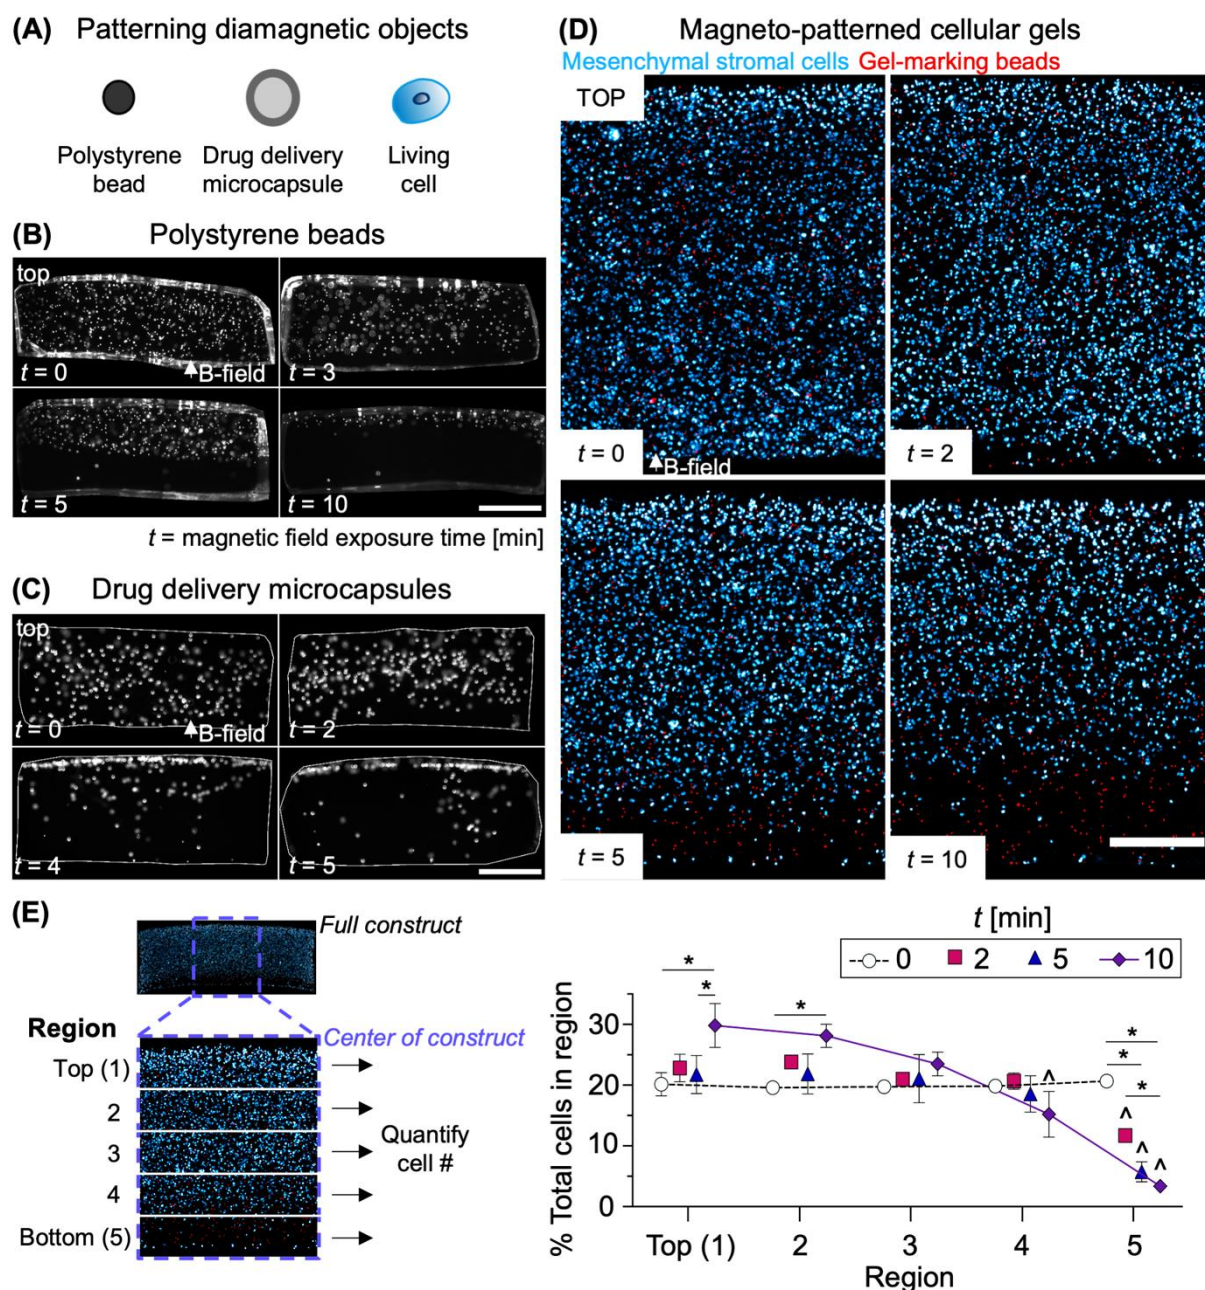 (A) Patterning diamagnetic objects
Polystyrene
bead
Drug delivery
microcapsule
Living
cell
(B) Polystyrene beads
top
t = 0
B-field
t = 3
t = 5
t = 10
t = magnetic field exposure time [min]
(C) Drug delivery microcapsules
top
t = 0
B-field
t = 2
t = 4
t = 5
(D) Magneto-patterned cellular gels
Mesenchymal stromal cells Gel-marking beads
TOP
t = 0
B-field
t = 2
t = 5
t = 10
(E)
Full construct
Region
Center of construct
Top (1)
2
3
4
Bottom (5)
Quantify
cell #
t [min]
0 2 5 10
* * * * * *
^ ^ ^ ^
% Total cells in region
30
20
10
0
Top (1) 2 3 4 5
Region